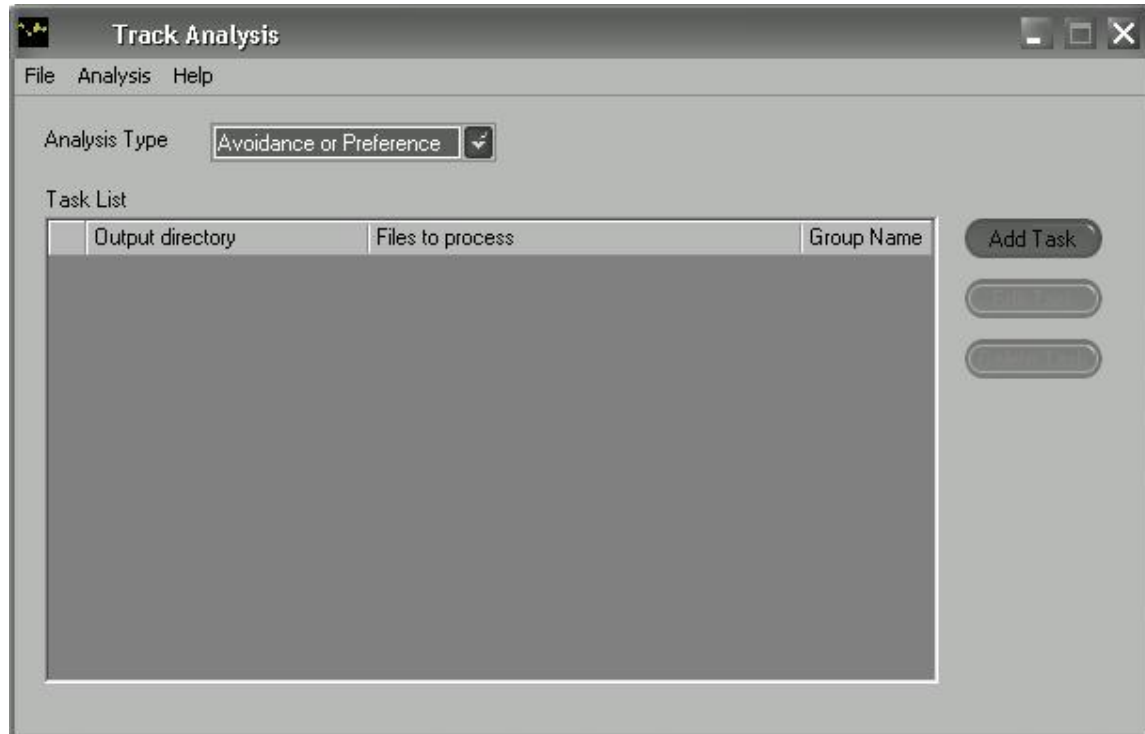 Track Analysis
File Analysis Help
Analysis Type Avoidance or Preference
Task List
Output directory Files to process Group Name
Add Task